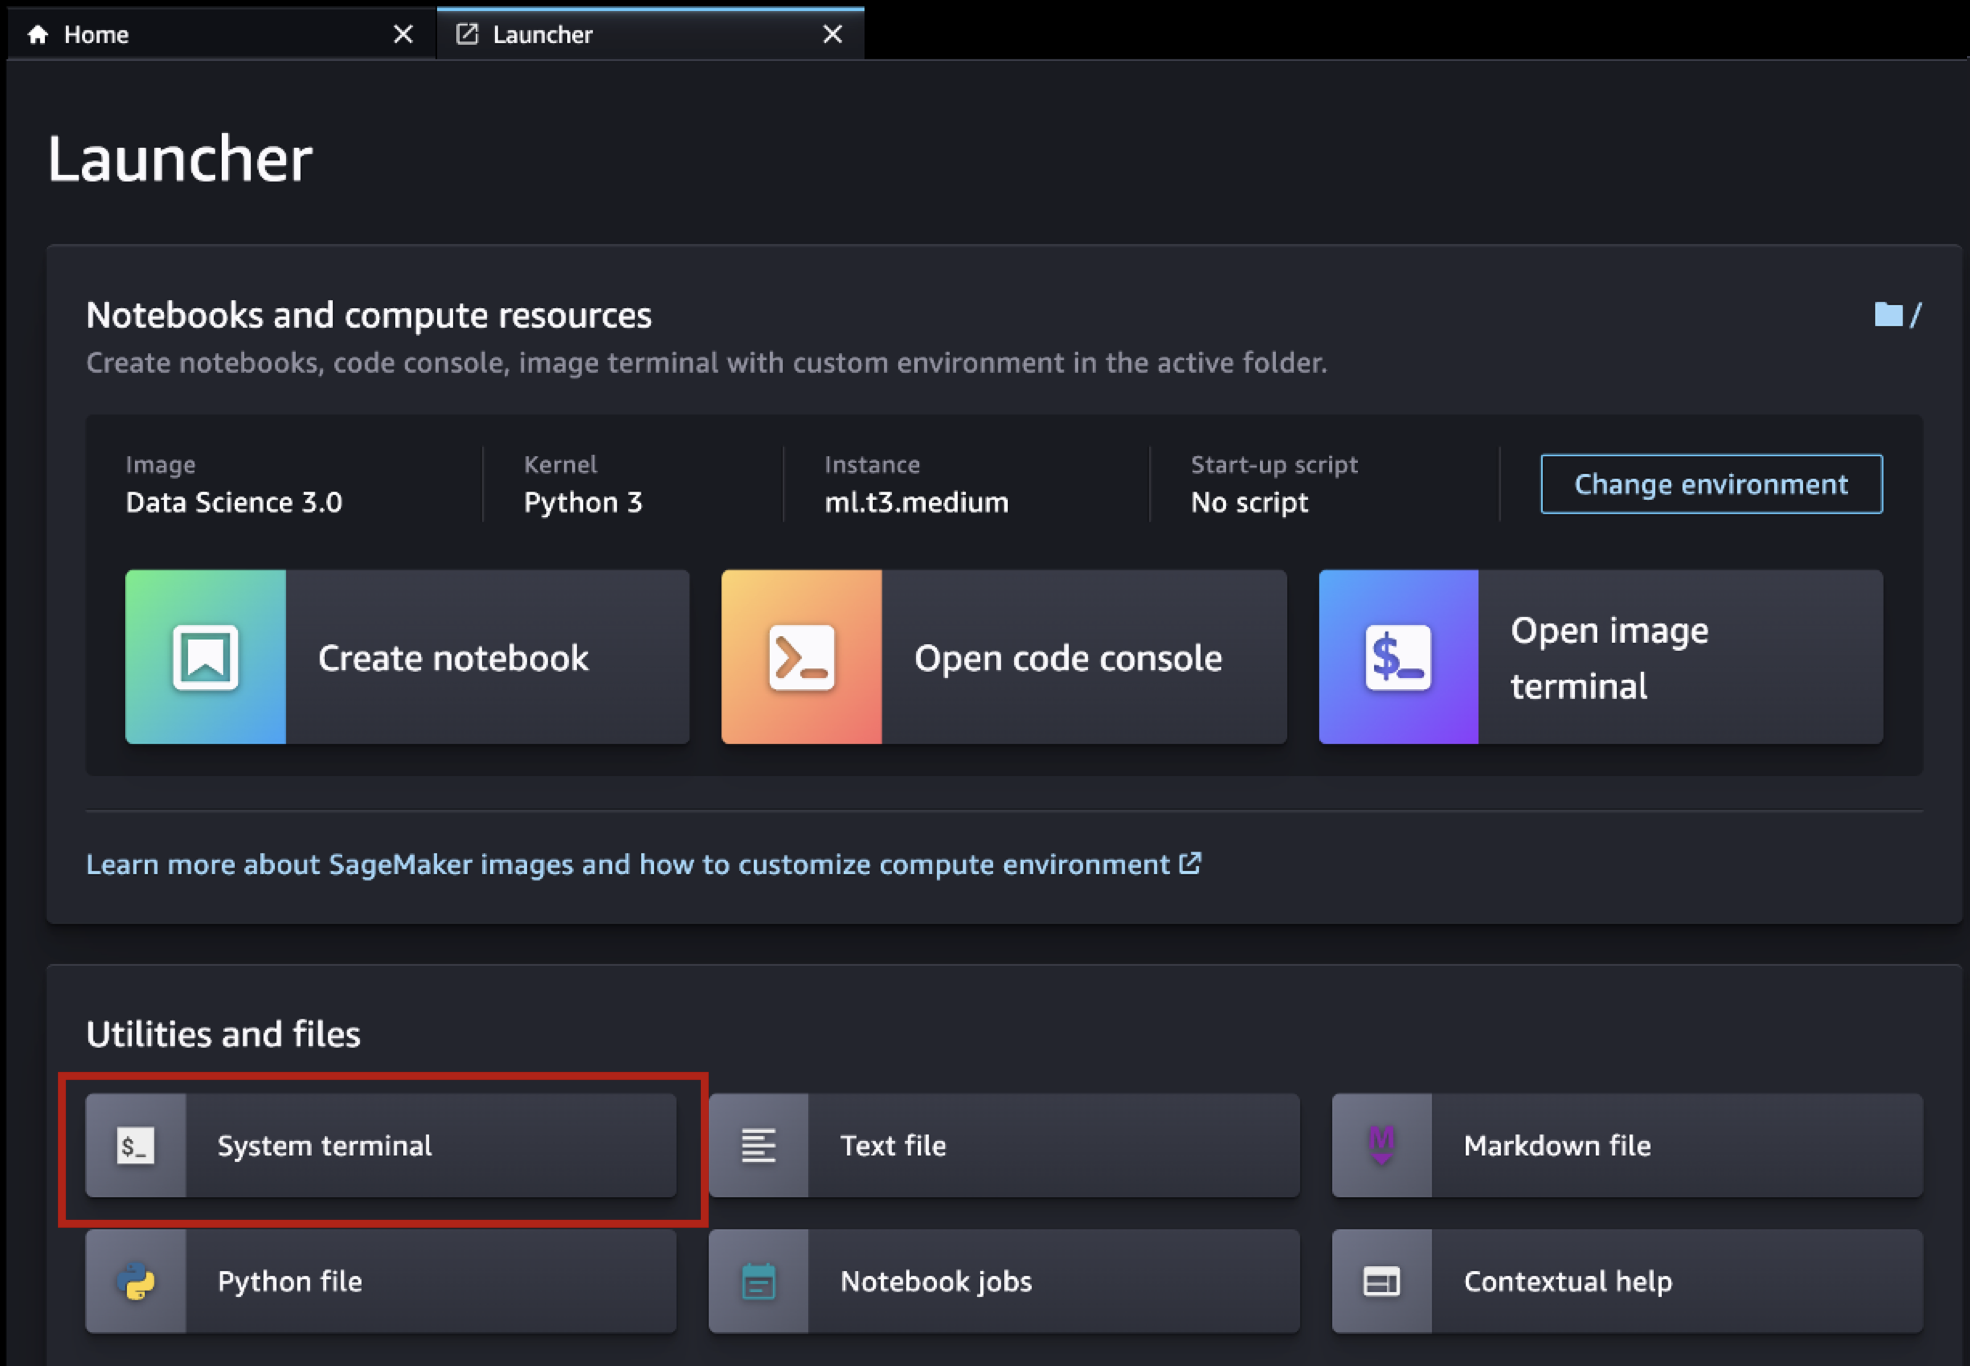 Home
Launcher
Launcher
Notebooks and compute resources
/
Create notebooks, code console, image terminal with custom environment in the active folder.
Image
Kernel
Instance
Start-up script
Data Science 3.0
Python 3
ml.t3.medium
No script
Change environment
Create notebook
Open code console
$_
Open image
terminal
Learn more about SageMaker images and how to customize compute environment
Utilities and files
$_
System terminal
Text file
M
Markdown file
Python file
Notebook jobs
Contextual help